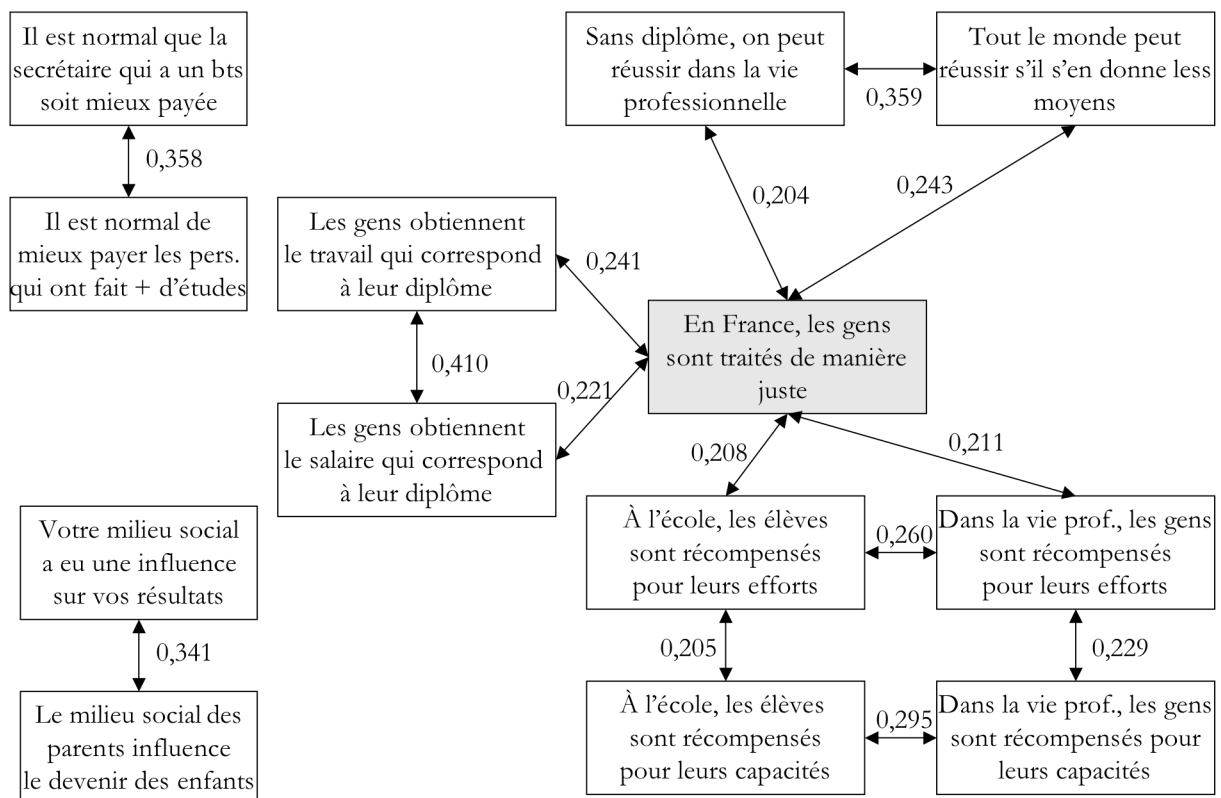 Il est normal que la
secrétaire qui a un bts
soit mieux payée
0,358
Il est normal de
mieux payer les pers.
qui ont fait + d'études
Sans diplôme, on peut
réussir dans la vie
professionnelle
0,359
Tout le monde peut
réussir s'il s'en donne less
moyens
0,204
0,243
Les gens obtiennent
le travail qui correspond
à leur diplôme
0,241
0,410
0,221
Les gens obtiennent
le salaire qui correspond
à leur diplôme
En France, les gens
sont traités de manière
juste
0,208
0,211
Votre milieu social
a eu une influence
sur vos résultats
0,341
Le milieu social des
parents influence
le devenir des enfants
À l'école, les élèves
sont récompensés
pour leurs efforts
0,260
Dans la vie prof., les gens
sont récompensés
pour leurs efforts
0,205
0,229
À l'école, les élèves
sont récompensés
pour leurs capacités
0,295
Dans la vie prof., les gens
sont récompensés pour
leurs capacités